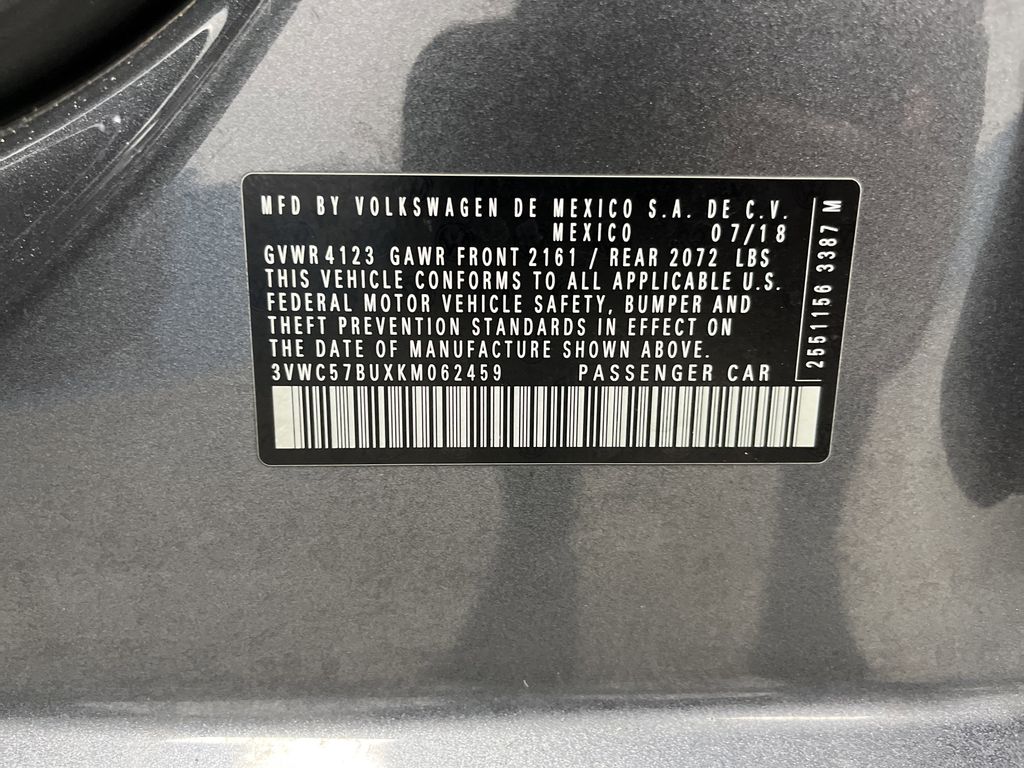 MFD BY VOLKSWAGEN DE MEXICO S.A. DE C.V.
MEXICO 07/18
GVWR 4123 GAWR FRONT 2161 / REAR 2072 LBS
THIS VEHICLE CONFORMS TO ALL APPLICABLE U.S.
FEDERAL MOTOR VEHICLE SAFETY, BUMPER AND
THEFT PREVENTION STANDARDS IN EFFECT ON
THE DATE OF MANUFACTURE SHOWN ABOVE.
3VWC57BUXKM062459 PASSENGER CAR
2551156 3387 M